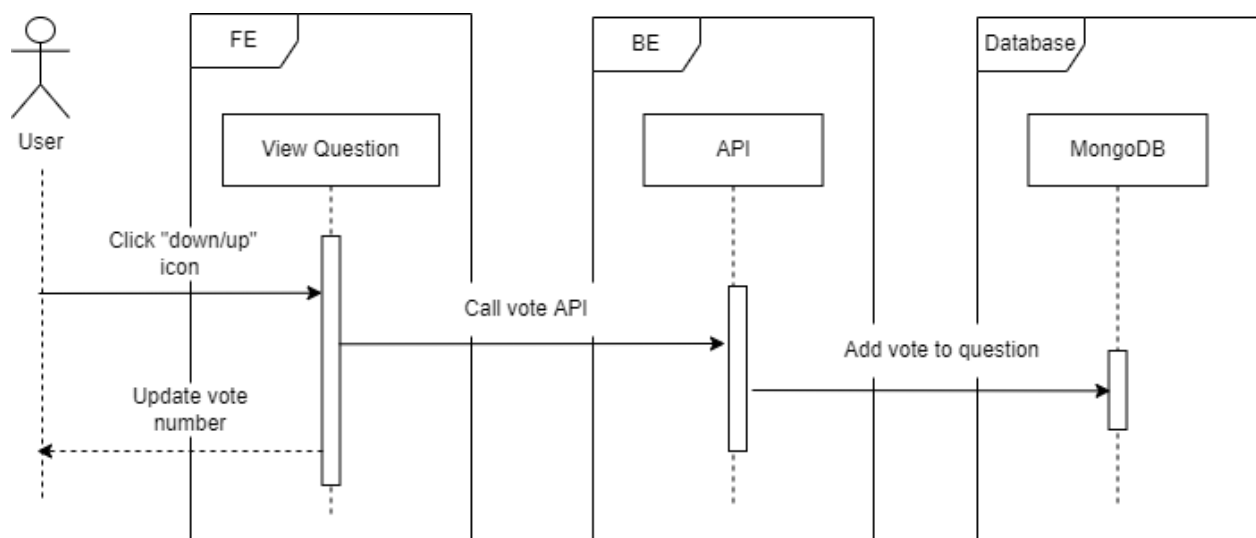 FE
BE
Database
User
View Question
API
MongoDB
Click "down/up"
icon
Call vote API
Add vote to question
Update vote
number